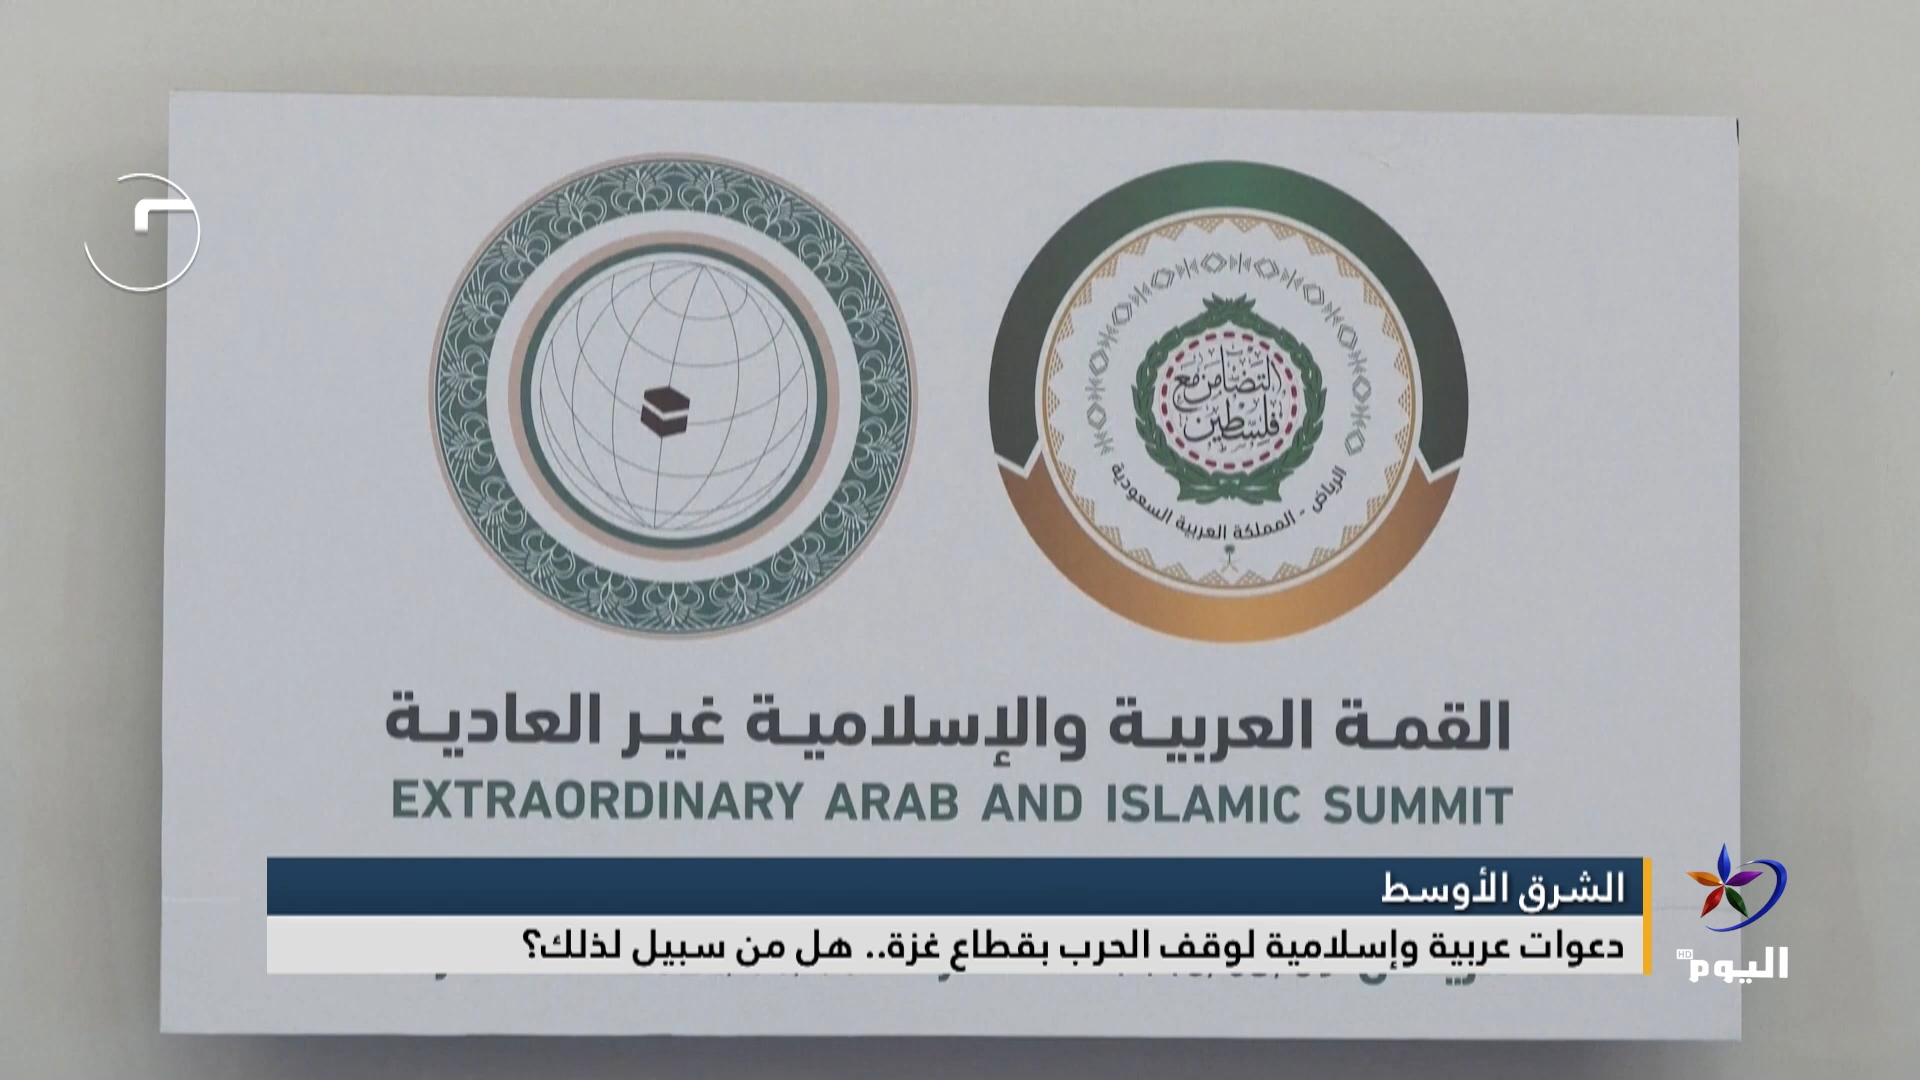 التضامن مع
فلسطين
الرياض - المملكة العربية السعودية
القمة العربية والإسلامية غير العادية
EXTRAORDINARY ARAB AND ISLAMIC SUMMIT
الشرق الأوسط
دعوات عربية وإسلامية لوقف الحرب بقطاع غزة.. هل من سبيل لذلك؟
اليوم HD